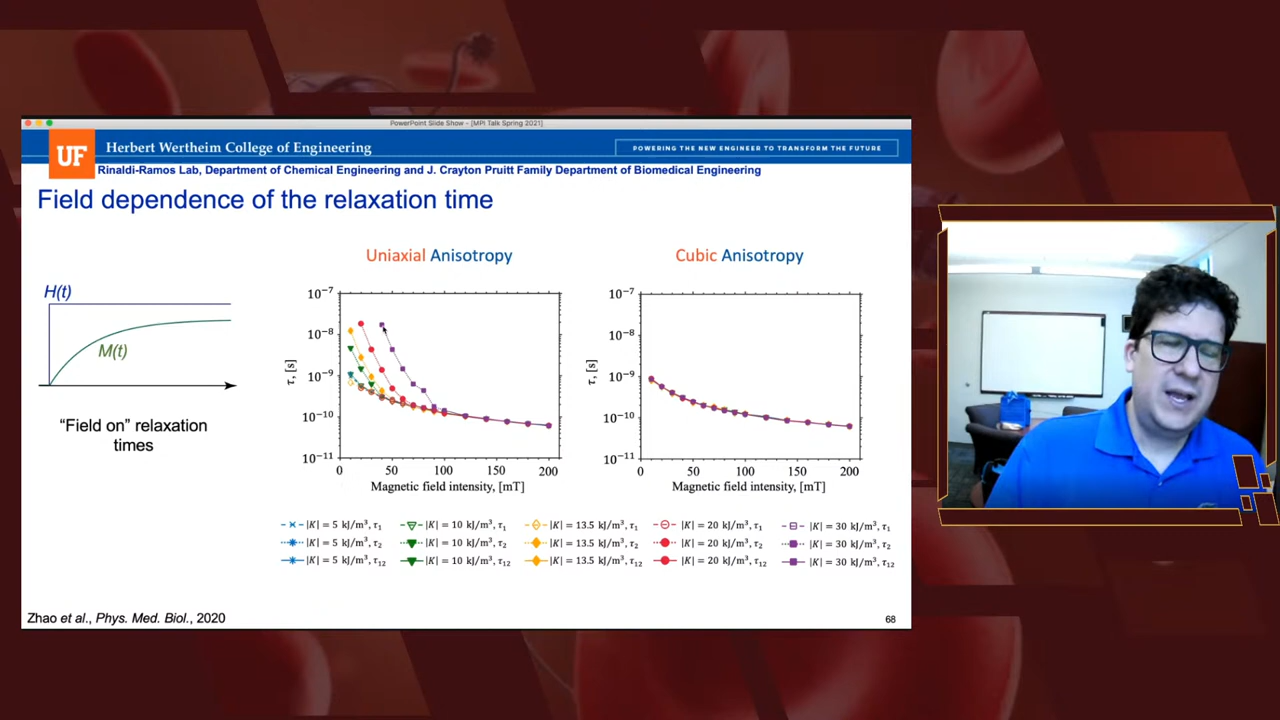 PowerPoint Slide Show - [MPI Talk Spring 2021]
UF
Herbert Wertheim College of Engineering
POWERING THE NEW ENGINEER TO TRANSFORM THE FUTURE
Rinaldi-Ramos Lab, Department of Chemical Engineering and J. Crayton Pruitt Family Department of Biomedical Engineering
Field dependence of the relaxation time
H(t)
M(t)
“Field on” relaxation
times
Uniaxial Anisotropy
10⁻⁷
10⁻⁸
10⁻⁹
10⁻¹⁰
10⁻¹¹
τ, [s]
0 50 100 150 200
Magnetic field intensity, [mT]
Cubic Anisotropy
10⁻⁷
10⁻⁸
10⁻⁹
10⁻¹⁰
10⁻¹¹
τ, [s]
0 50 100 150 200
Magnetic field intensity, [mT]
|K| = 5 kJ/m³, τ₁ |K| = 10 kJ/m³, τ₁ |K| = 13.5 kJ/m³, τ₁ |K| = 20 kJ/m³, τ₁ |K| = 30 kJ/m³, τ₁
|K| = 5 kJ/m³, τ₂ |K| = 10 kJ/m³, τ₂ |K| = 13.5 kJ/m³, τ₂ |K| = 20 kJ/m³, τ₂ |K| = 30 kJ/m³, τ₂
|K| = 5 kJ/m³, τ₁₂ |K| = 10 kJ/m³, τ₁₂ |K| = 13.5 kJ/m³, τ₁₂ |K| = 20 kJ/m³, τ₁₂ |K| = 30 kJ/m³, τ₁₂
Zhao et al., Phys. Med. Biol., 2020
68